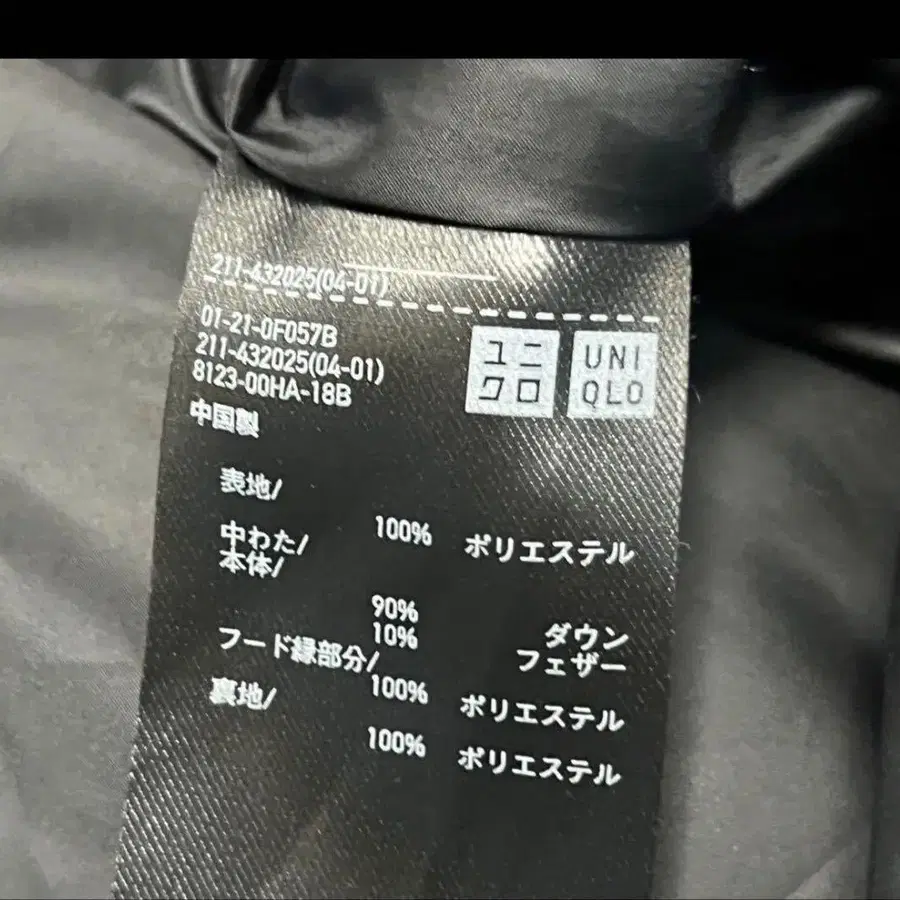 211-432025(04-01)
01-21-0F057B
211-432025(04-01)
8123-00HA-18B
中国製
ユニ
クロ
UNI
QLO
表地/
100% ポリエステル
中わた/
本体/
90% ダウン
10% フェザー
フード縁部分/
100% ポリエステル
裏地/
100% ポリエステル